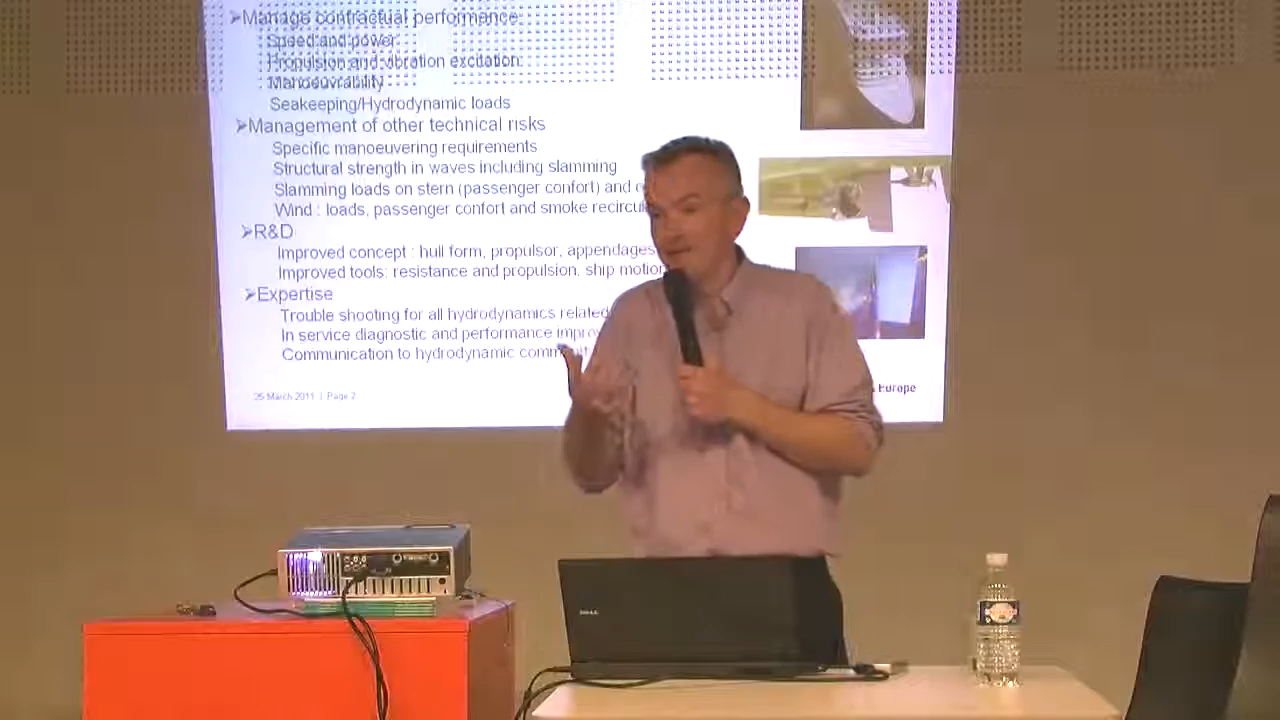 ➢Manage contractual performance
Speed and power
Propulsion and vibration excitation
Manoeuvrability
Seakeeping/Hydrodynamic loads
➢Management of other technical risks
Specific manoeuvering requirements
Structural strength in waves including slamming
Slamming loads on stern (passenger confort) and
Wind : loads, passenger confort and smoke
➢R&D
Improved concept : hull form, propulsor, appendages
Improved tools: resistance and propulsion, ship motion
➢Expertise
Trouble shooting for all hydrodynamics related
In service diagnostic and performance
Communication to hydrodynamic
25 March 2011 | Page 2
Europe
DELL